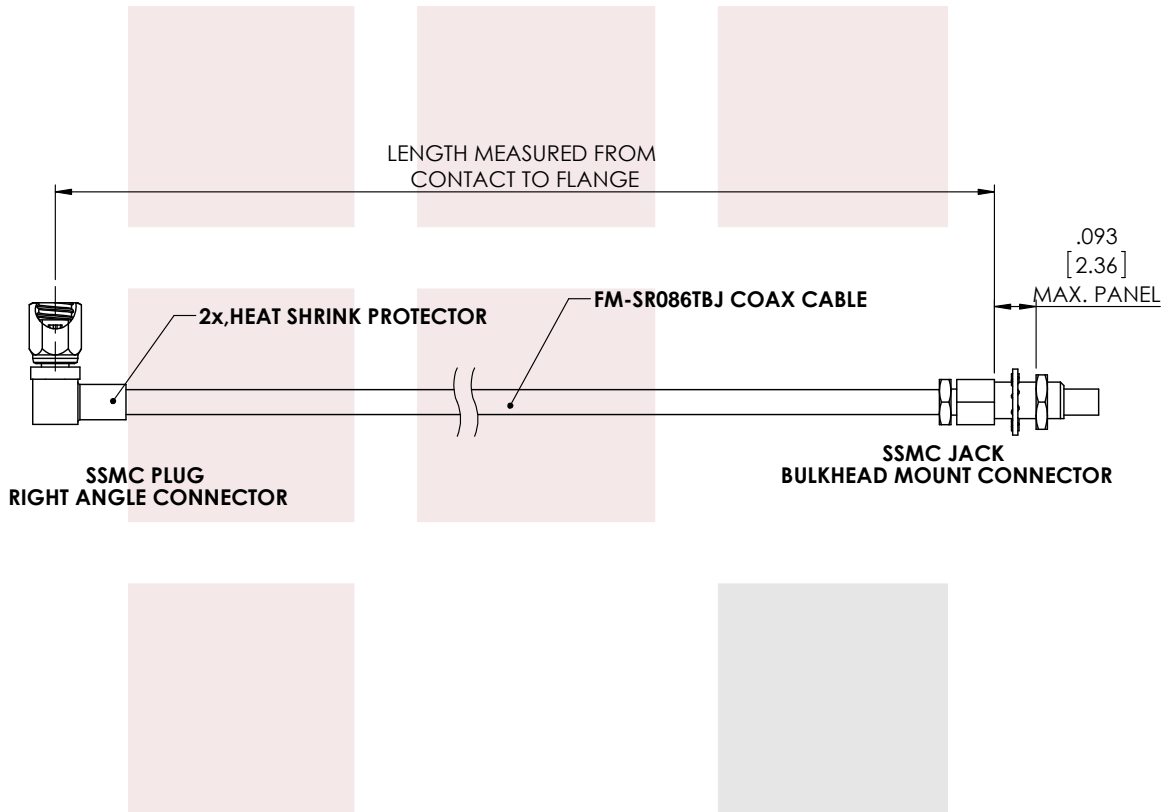 LENGTH MEASURED FROM
CONTACT TO FLANGE
.093
[2.36]
MAX. PANEL
2x,HEAT SHRINK PROTECTOR
FM-SR086TBJ COAX CABLE
SSMC PLUG
RIGHT ANGLE CONNECTOR
SSMC JACK
BULKHEAD MOUNT CONNECTOR